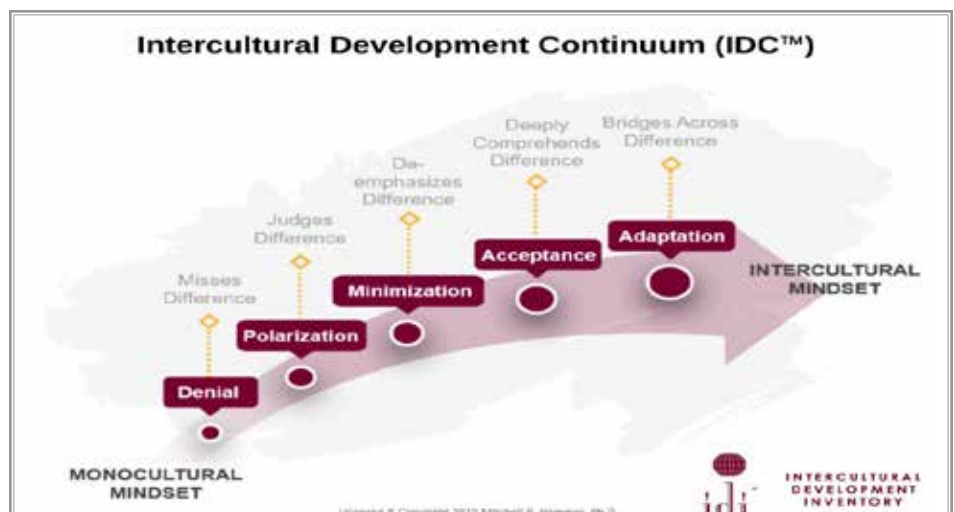 Intercultural Development Continuum (IDC™)
Misses
Difference
Judges
Difference
De-
emphasizes
Difference
Deeply
Comprehends
Difference
Bridges Across
Difference
Denial
Polarization
Minimization
Acceptance
Adaptation
INTERCULTURAL
MINDSET
MONOCULTURAL
MINDSET
idi
INTERCULTURAL
DEVELOPMENT
INVENTORY